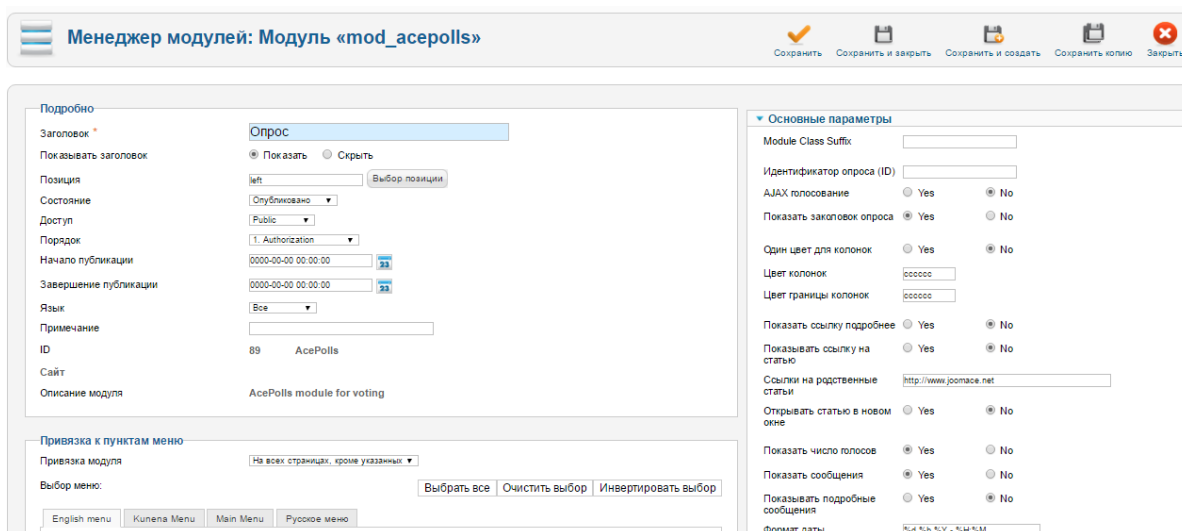 Менеджер модулей: Модуль «mod_acepolls»
Сохранить Сохранить и закрыть Сохранить и создать Сохранить копию Закрыть
Подробно
Заголовок * Опрос
Показывать заголовок Показать Скрыть
Позиция left Выбор позиции
Состояние Опубликовано
Доступ Public
Порядок 1. Authorization
Начало публикации 0000-00-00 00:00:00 23
Завершение публикации 0000-00-00 00:00:00 23
Язык Все
Примечание
ID 89 AcePolls
Сайт
Описание модуля AcePolls module for voting
Привязка к пунктам меню
Привязка модуля На всех страницах, кроме указанных
Выбор меню:
Выбрать все Очистить выбор Инвертировать выбор
English menu Kunena Menu Main Menu Русское меню
Основные параметры
Module Class Suffix
Идентификатор опроса (ID)
AJAX голосование Yes No
Показать заколовок опроса Yes No
Один цвет для колонок Yes No
Цвет колонок cccccc
Цвет границы колонок cccccc
Показать ссылку подробнее Yes No
Показывать ссылку на Yes No
статью
Ссылки на родственные http://www.joomace.net
статьи
Открывать статью в новом Yes No
окне
Показать число голосов Yes No
Показать сообщения Yes No
Показывать подробные Yes No
сообщения
Формат даты %d %b %Y - %H:%M